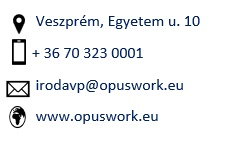 Veszprém, Egyetem u. 10
+ 36 70 323 0001
irodavp@opuswork.eu
www.opuswork.eu